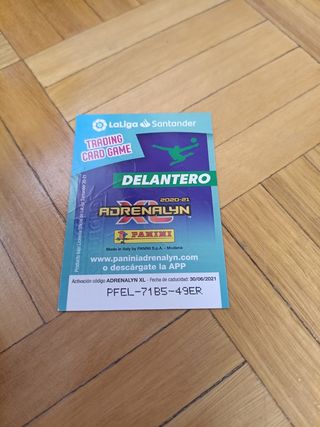 LaLiga Santander
TRADING
CARD GAME
DELANTERO
2020-21
ADRENALYN
XL
PANINI
Made in Italy by PANINI S.p.A. - Modena
www.paniniadrenalyn.com
o descárgate la APP
Activación código ADRENALYN XL - Fecha de caducidad: 30/06/2021
PFEL-71B5-49ER